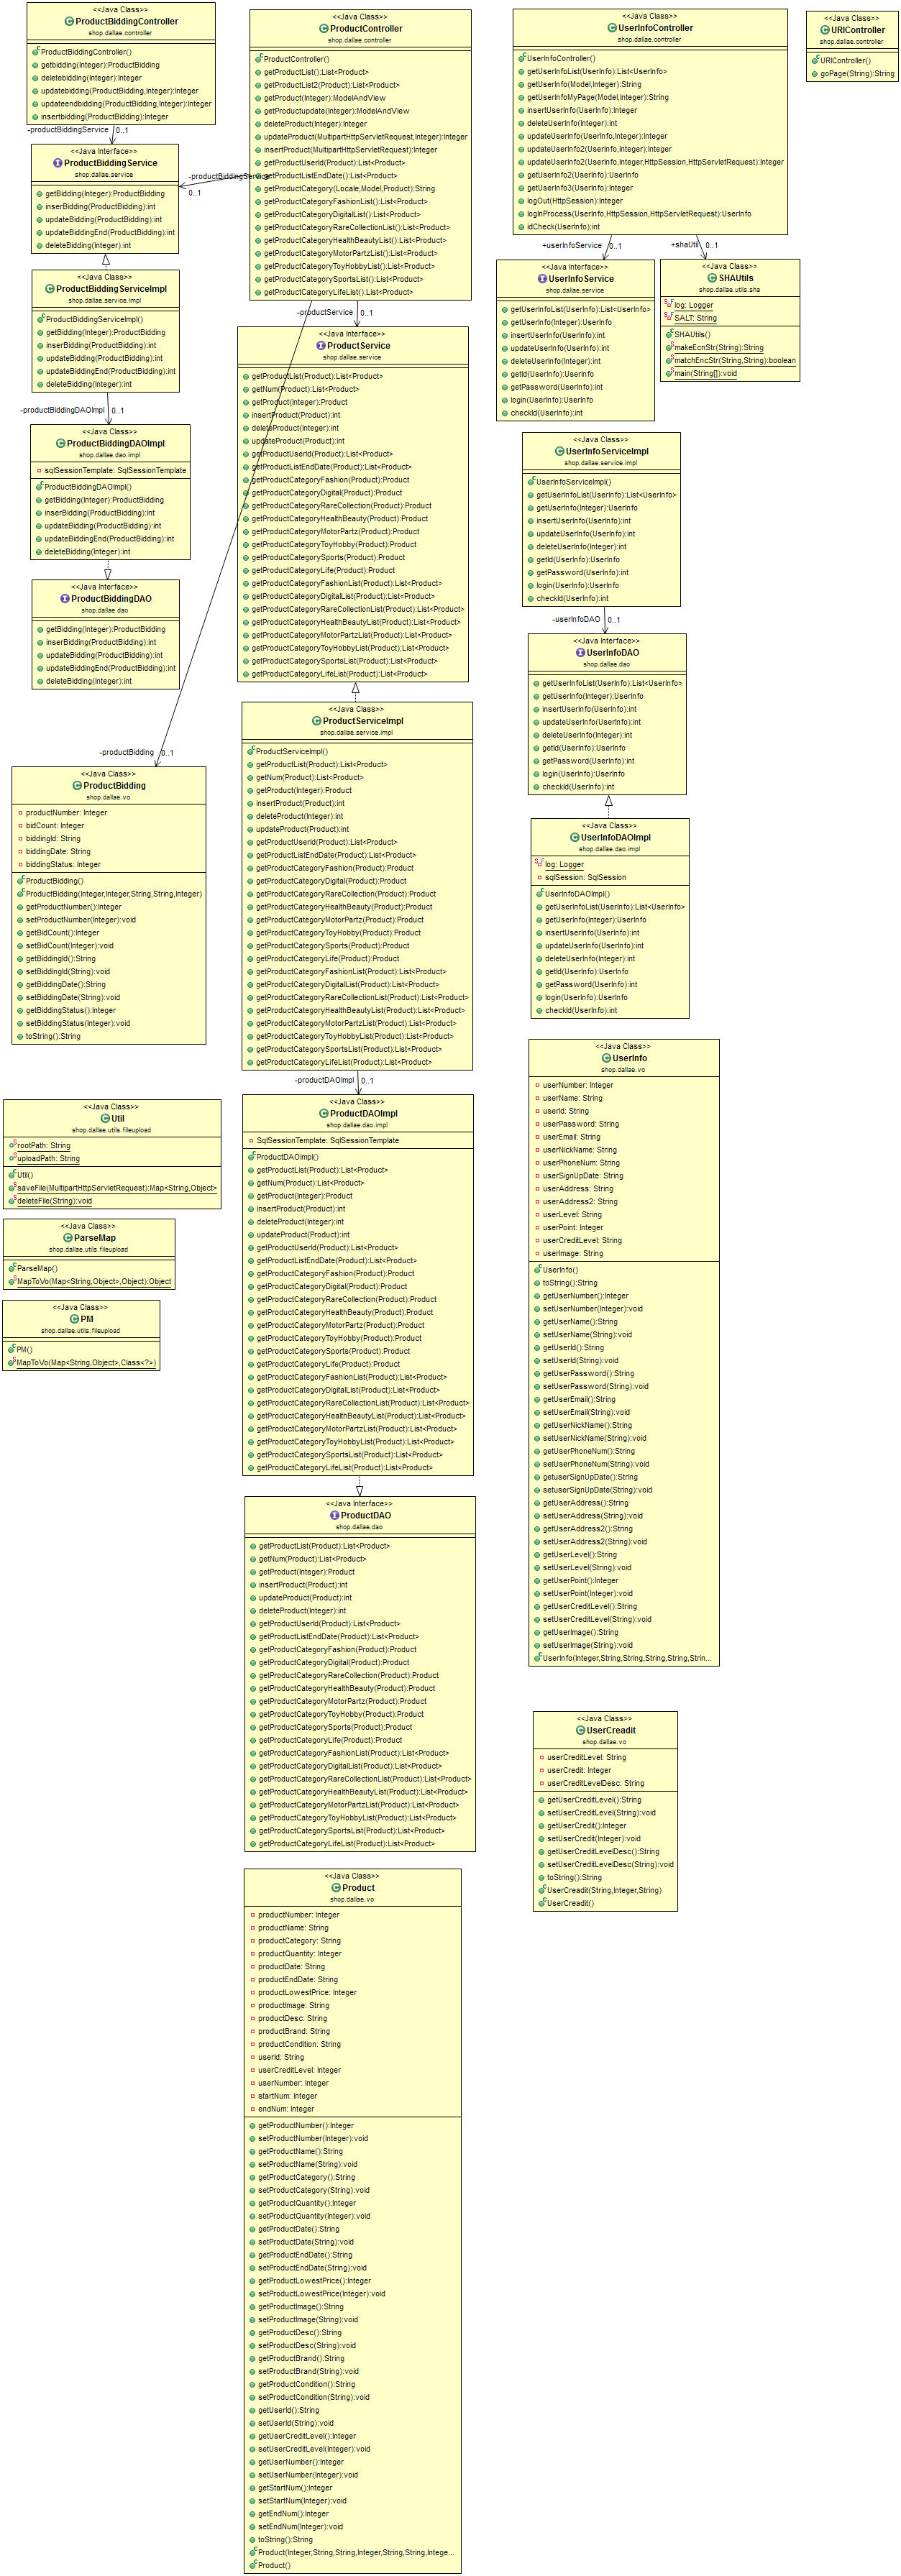 <<Java Class>>
ProductBiddingController
shop.dallae.controller
ProductBiddingController()
getbidding(Integer):ProductBidding
deletebidding(Integer):Integer
updatebidding(ProductBidding,Integer):Integer
updateendbidding(ProductBidding,Integer):Integer
insertbidding(ProductBidding):Integer
-productBiddingService
0..1
<<Java Interface>>
ProductBiddingService
shop.dallae.service
getBidding(Integer):ProductBidding
inserBidding(ProductBidding):int
updateBidding(ProductBidding):int
updateBiddingEnd(ProductBidding):int
deleteBidding(Integer):int
<<Java Class>>
ProductBiddingServiceImpl
shop.dallae.service.impl
ProductBiddingServiceImpl()
getBidding(Integer):ProductBidding
inserBidding(ProductBidding):int
updateBidding(ProductBidding):int
updateBiddingEnd(ProductBidding):int
deleteBidding(Integer):int
-productBiddingDAOImpl
0..1
<<Java Class>>
ProductBiddingDAOImpl
shop.dallae.dao.impl
sqlSessionTemplate: SqlSessionTemplate
ProductBiddingDAOImpl()
getBidding(Integer):ProductBidding
inserBidding(ProductBidding):int
updateBidding(ProductBidding):int
updateBiddingEnd(ProductBidding):int
deleteBidding(Integer):int
<<Java Interface>>
ProductBiddingDAO
shop.dallae.dao
getBidding(Integer):ProductBidding
inserBidding(ProductBidding):int
updateBidding(ProductBidding):int
updateBiddingEnd(ProductBidding):int
deleteBidding(Integer):int
-productBidding
0..1
<<Java Class>>
ProductBidding
shop.dallae.vo
productNumber: Integer
bidCount: Integer
biddingId: String
biddingDate: String
biddingStatus: Integer
ProductBidding()
ProductBidding(Integer,Integer,String,String,Integer)
getProductNumber():Integer
setProductNumber(Integer):void
getBidCount():Integer
setBidCount(Integer):void
getBiddingId():String
setBiddingId(String):void
getBiddingDate():String
setBiddingDate(String):void
getBiddingStatus():Integer
setBiddingStatus(Integer):void
toString():String
<<Java Class>>
Util
shop.dallae.utils.fileupload
rootPath: String
uploadPath: String
Util()
saveFile(MultipartHttpServletRequest):Map<String,Object>
deleteFile(String):void
<<Java Class>>
ParseMap
shop.dallae.utils.fileupload
ParseMap()
MapToVo(Map<String,Object>,Object):Object
<<Java Class>>
PM
shop.dallae.utils.fileupload
PM()
MapToVo(Map<String,Object>,Class<?>)
<<Java Class>>
ProductController
shop.dallae.controller
ProductController()
getProductList():List<Product>
getProductList2(Product):List<Product>
getProduct(Integer):ModelAndView
getProductupdate(Integer):ModelAndView
deleteProduct(Integer):Integer
updateProduct(MultipartHttpServletRequest,Integer):Integer
insertProduct(MultipartHttpServletRequest):Integer
getProductUserId(Product):List<Product>
getProductListEndDate():List<Product>
getProductCategory(Locale,Model,Product):String
getProductCategoryFashionList():List<Product>
getProductCategoryDigitalList():List<Product>
getProductCategoryRareCollectionList():List<Product>
getProductCategoryHealthBeautyList():List<Product>
getProductCategoryMotorPartzList():List<Product>
getProductCategoryToyHobbyList():List<Product>
getProductCategorySportsList():List<Product>
getProductCategoryLifeList():List<Product>
-productBiddingService
0..1
-productService
0..1
<<Java Interface>>
ProductService
shop.dallae.service
getProductList(Product):List<Product>
getNum(Product):List<Product>
getProduct(Integer):Product
insertProduct(Product):int
deleteProduct(Integer):int
updateProduct(Product):int
getProductUserId(Product):List<Product>
getProductListEndDate(Product):List<Product>
getProductCategoryFashion(Product):Product
getProductCategoryDigital(Product):Product
getProductCategoryRareCollection(Product):Product
getProductCategoryHealthBeauty(Product):Product
getProductCategoryMotorPartz(Product):Product
getProductCategoryToyHobby(Product):Product
getProductCategorySports(Product):Product
getProductCategoryLife(Product):Product
getProductCategoryFashionList(Product):List<Product>
getProductCategoryDigitalList(Product):List<Product>
getProductCategoryRareCollectionList(Product):List<Product>
getProductCategoryHealthBeautyList(Product):List<Product>
getProductCategoryMotorPartzList(Product):List<Product>
getProductCategoryToyHobbyList(Product):List<Product>
getProductCategorySportsList(Product):List<Product>
getProductCategoryLifeList(Product):List<Product>
<<Java Class>>
ProductServiceImpl
shop.dallae.service.impl
ProductServiceImpl()
getProductList(Product):List<Product>
getNum(Product):List<Product>
getProduct(Integer):Product
insertProduct(Product):int
deleteProduct(Integer):int
updateProduct(Product):int
getProductUserId(Product):List<Product>
getProductListEndDate(Product):List<Product>
getProductCategoryFashion(Product):Product
getProductCategoryDigital(Product):Product
getProductCategoryRareCollection(Product):Product
getProductCategoryHealthBeauty(Product):Product
getProductCategoryMotorPartz(Product):Product
getProductCategoryToyHobby(Product):Product
getProductCategorySports(Product):Product
getProductCategoryLife(Product):Product
getProductCategoryFashionList(Product):List<Product>
getProductCategoryDigitalList(Product):List<Product>
getProductCategoryRareCollectionList(Product):List<Product>
getProductCategoryHealthBeautyList(Product):List<Product>
getProductCategoryMotorPartzList(Product):List<Product>
getProductCategoryToyHobbyList(Product):List<Product>
getProductCategorySportsList(Product):List<Product>
getProductCategoryLifeList(Product):List<Product>
-productDAOImpl
0..1
<<Java Class>>
ProductDAOImpl
shop.dallae.dao.impl
SqlSessionTemplate: SqlSessionTemplate
ProductDAOImpl()
getProductList(Product):List<Product>
getNum(Product):List<Product>
getProduct(Integer):Product
insertProduct(Product):int
deleteProduct(Integer):int
updateProduct(Product):int
getProductUserId(Product):List<Product>
getProductListEndDate(Product):List<Product>
getProductCategoryFashion(Product):Product
getProductCategoryDigital(Product):Product
getProductCategoryRareCollection(Product):Product
getProductCategoryHealthBeauty(Product):Product
getProductCategoryMotorPartz(Product):Product
getProductCategoryToyHobby(Product):Product
getProductCategorySports(Product):Product
getProductCategoryLife(Product):Product
getProductCategoryFashionList(Product):List<Product>
getProductCategoryDigitalList(Product):List<Product>
getProductCategoryRareCollectionList(Product):List<Product>
getProductCategoryHealthBeautyList(Product):List<Product>
getProductCategoryMotorPartzList(Product):List<Product>
getProductCategoryToyHobbyList(Product):List<Product>
getProductCategorySportsList(Product):List<Product>
getProductCategoryLifeList(Product):List<Product>
<<Java Interface>>
ProductDAO
shop.dallae.dao
getProductList(Product):List<Product>
getNum(Product):List<Product>
getProduct(Integer):Product
insertProduct(Product):int
updateProduct(Product):int
deleteProduct(Integer):int
getProductUserId(Product):List<Product>
getProductListEndDate(Product):List<Product>
getProductCategoryFashion(Product):Product
getProductCategoryDigital(Product):Product
getProductCategoryRareCollection(Product):Product
getProductCategoryHealthBeauty(Product):Product
getProductCategoryMotorPartz(Product):Product
getProductCategoryToyHobby(Product):Product
getProductCategorySports(Product):Product
getProductCategoryLife(Product):Product
getProductCategoryFashionList(Product):List<Product>
getProductCategoryDigitalList(Product):List<Product>
getProductCategoryRareCollectionList(Product):List<Product>
getProductCategoryHealthBeautyList(Product):List<Product>
getProductCategoryMotorPartzList(Product):List<Product>
getProductCategoryToyHobbyList(Product):List<Product>
getProductCategorySportsList(Product):List<Product>
getProductCategoryLifeList(Product):List<Product>
<<Java Class>>
Product
shop.dallae.vo
productNumber: Integer
productName: String
productCategory: String
productQuantity: Integer
productDate: String
productEndDate: String
productLowestPrice: Integer
productImage: String
productDesc: String
productBrand: String
productCondition: String
userId: String
userCreditLevel: Integer
userNumber: Integer
startNum: Integer
endNum: Integer
getProductNumber():Integer
setProductNumber(Integer):void
getProductName():String
setProductName(String):void
getProductCategory():String
setProductCategory(String):void
getProductQuantity():Integer
setProductQuantity(Integer):void
getProductDate():String
setProductDate(String):void
getProductEndDate():String
setProductEndDate(String):void
getProductLowestPrice():Integer
setProductLowestPrice(Integer):void
getProductImage():String
setProductImage(String):void
getProductDesc():String
setProductDesc(String):void
getProductBrand():String
setProductBrand(String):void
getProductCondition():String
setProductCondition(String):void
getUserId():String
setUserId(String):void
getUserCreditLevel():Integer
setUserCreditLevel(Integer):void
getUserNumber():Integer
setUserNumber(Integer):void
getStartNum():Integer
setStartNum(Integer):void
getEndNum():Integer
setEndNum(Integer):void
toString():String
Product(Integer,String,String,Integer,String,String,Intege...
Product()
<<Java Class>>
UserInfoController
shop.dallae.controller
UserInfoController()
getUserInfoList(UserInfo):List<UserInfo>
getUserInfo(Model,Integer):String
getUserInfoMyPage(Model,Integer):String
insertUserInfo(UserInfo):Integer
deleteUserInfo(Integer):int
updateUserInfo(UserInfo,Integer):Integer
updateUserInfo2(UserInfo,Integer):Integer
updateUserInfo2(UserInfo,Integer,HttpSession,HttpServletRequest):Integer
getUserInfo2(UserInfo):UserInfo
getUserInfo3(UserInfo):Integer
logOut(HttpSession):Integer
logInProcess(UserInfo,HttpSession,HttpServletRequest):UserInfo
idCheck(UserInfo):int
+userInfoService
0..1
+shaUtil
0..1
<<Java Interface>>
UserInfoService
shop.dallae.service
getUserInfoList(UserInfo):List<UserInfo>
getUserInfo(Integer):UserInfo
insertUserInfo(UserInfo):int
updateUserInfo(UserInfo):int
deleteUserInfo(Integer):int
getId(UserInfo):UserInfo
getPassword(UserInfo):int
login(UserInfo):UserInfo
checkId(UserInfo):int
<<Java Class>>
SHAUtils
shop.dallae.utils.sha
log: Logger
SALT: String
SHAUtils()
makeEcnStr(String):String
matchEncStr(String,String):boolean
main(String[]):void
<<Java Class>>
UserInfoServiceImpl
shop.dallae.service.impl
UserInfoServiceImpl()
getUserInfoList(UserInfo):List<UserInfo>
getUserInfo(Integer):UserInfo
insertUserInfo(UserInfo):int
updateUserInfo(UserInfo):int
deleteUserInfo(Integer):int
getId(UserInfo):UserInfo
getPassword(UserInfo):int
login(UserInfo):UserInfo
checkId(UserInfo):int
-userInfoDAO
0..1
<<Java Interface>>
UserInfoDAO
shop.dallae.dao
getUserInfoList(UserInfo):List<UserInfo>
getUserInfo(Integer):UserInfo
insertUserInfo(UserInfo):int
updateUserInfo(UserInfo):int
deleteUserInfo(Integer):int
getId(UserInfo):UserInfo
getPassword(UserInfo):int
login(UserInfo):UserInfo
checkId(UserInfo):int
<<Java Class>>
UserInfoDAOImpl
shop.dallae.dao.impl
log: Logger
sqlSession: SqlSession
UserInfoDAOImpl()
getUserInfoList(UserInfo):List<UserInfo>
getUserInfo(Integer):UserInfo
insertUserInfo(UserInfo):int
updateUserInfo(UserInfo):int
deleteUserInfo(Integer):int
getId(UserInfo):UserInfo
getPassword(UserInfo):int
login(UserInfo):UserInfo
checkId(UserInfo):int
<<Java Class>>
UserInfo
shop.dallae.vo
userNumber: Integer
userName: String
userId: String
userPassword: String
userEmail: String
userNickName: String
userPhoneNum: String
userSignUpDate: String
userAddress: String
userAddress2: String
userLevel: String
userPoint: Integer
userCreditLevel: String
userImage: String
UserInfo()
toString():String
getUserNumber():Integer
setUserNumber(Integer):void
getUserName():String
setUserName(String):void
getUserId():String
setUserId(String):void
getUserPassword():String
setUserPassword(String):void
getUserEmail():String
setUserEmail(String):void
getUserNickName():String
setUserNickName(String):void
getUserPhoneNum():String
setUserPhoneNum(String):void
getuserSignUpDate():String
setuserSignUpDate(String):void
getUserAddress():String
setUserAddress(String):void
getUserAddress2():String
setUserAddress2(String):void
getUserLevel():String
setUserLevel(String):void
getUserPoint():Integer
setUserPoint(Integer):void
getUserCreditLevel():String
setUserCreditLevel(String):void
getUserImage():String
setUserImage(String):void
UserInfo(Integer,String,String,String,String,Strin...
<<Java Class>>
UserCreadit
shop.dallae.vo
userCreditLevel: String
userCredit: Integer
userCreditLevelDesc: String
getUserCreditLevel():String
setUserCreditLevel(String):void
getUserCredit():Integer
setUserCredit(Integer):void
getUserCreditLevelDesc():String
setUserCreditLevelDesc(String):void
toString():String
UserCreadit(String,Integer,String)
UserCreadit()
<<Java Class>>
URIController
shop.dallae.controller
URIController()
goPage(String):String